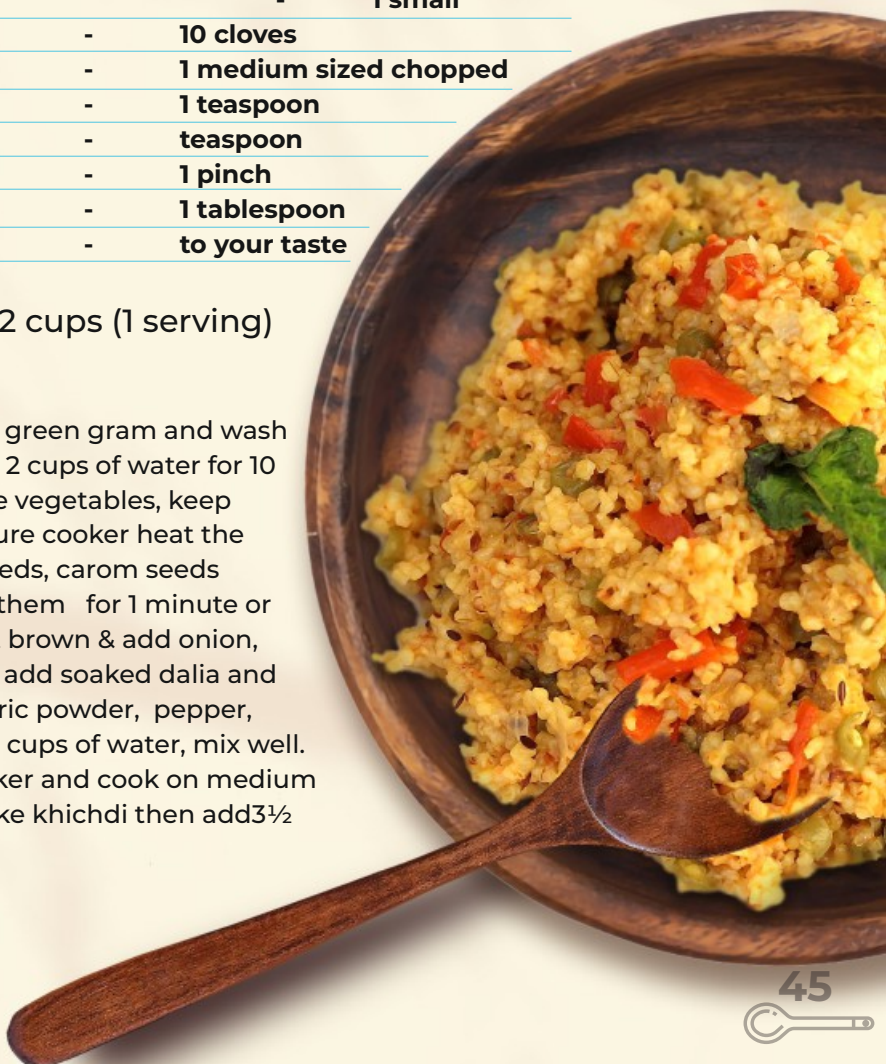 - 1 small
- 10 cloves
- 1 medium sized chopped
- 1 teaspoon
- teaspoon
- 1 pinch
- 1 tablespoon
- to your taste
2 cups (1 serving)
green gram and wash
2 cups of water for 10
e vegetables, keep
ure cooker heat the
eds, carom seeds
them for 1 minute or
brown & add onion,
add soaked dalia and
ric powder, pepper,
cups of water, mix well.
ker and cook on medium
ke khichdi then add3½
45